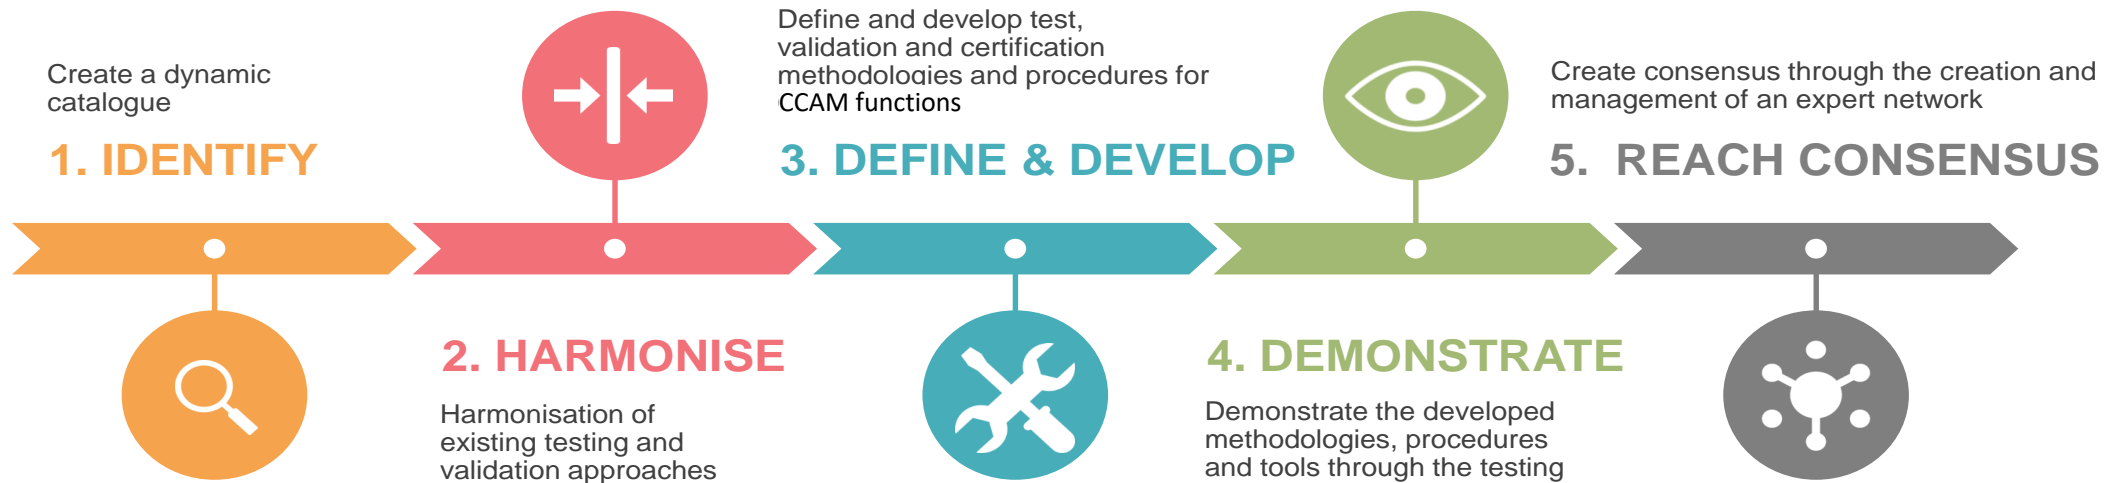 Create a dynamic
catalogue
1. IDENTIFY
2. HARMONISE
Harmonisation of
existing testing and
validation approaches
Define and develop test,
validation and certification
methodologies and procedures for
CCAM functions
3. DEFINE & DEVELOP
4. DEMONSTRATE
Demonstrate the developed
methodologies, procedures
and tools through the testing
Create consensus through the creation and
management of an expert network
5. REACH CONSENSUS